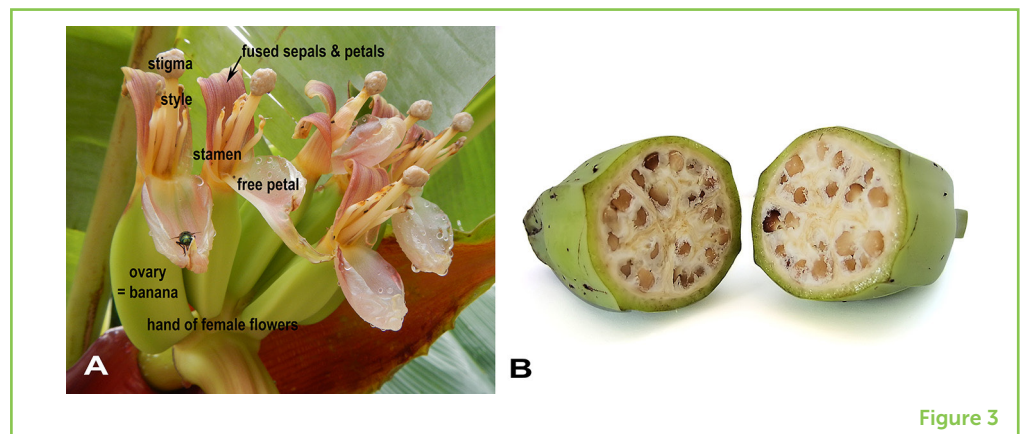 stigma
fused sepals & petals
style
stamen
free petal
ovary
= banana
hand of female flowers
A
B
Figure 3